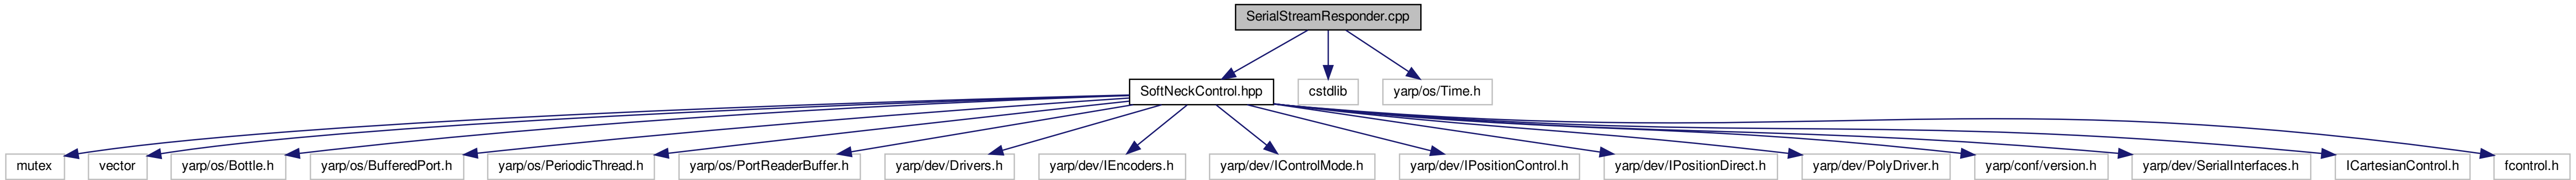 SerialStreamResponder.cpp
SoftNeckControl.hpp
cstdlib
yarp/os/Time.h
mutex
vector
yarp/os/Bottle.h
yarp/os/BufferedPort.h
yarp/os/PeriodicThread.h
yarp/os/PortReaderBuffer.h
yarp/dev/Drivers.h
yarp/dev/IEncoders.h
yarp/dev/IControlMode.h
yarp/dev/IPositionControl.h
yarp/dev/IPositionDirect.h
yarp/dev/PolyDriver.h
yarp/conf/version.h
yarp/dev/SerialInterfaces.h
ICartesianControl.h
fcontrol.h